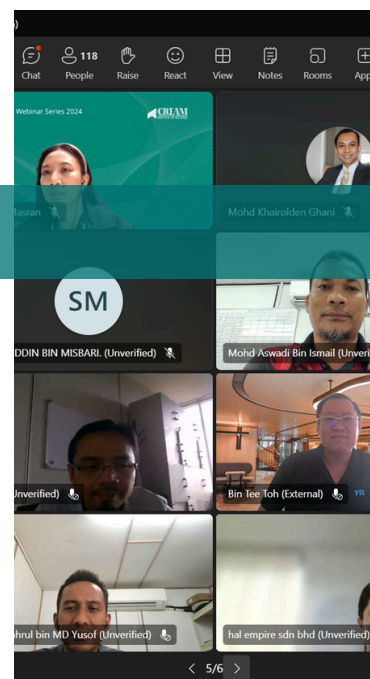 )
118
Chat People Raise React View Notes Rooms App
Webinar Series 2024
CREAM
Masran
Mohd Khairolden Ghani
SM
DDIN BIN MISBARI. (Unverified)
Mohd Aswadi Bin Ismail (Unveri
Unverified)
Bin Tee Toh (External)
YTL
hrul bin MD Yusof (Unverified)
hal empire sdn bhd (Unverified)
5/6